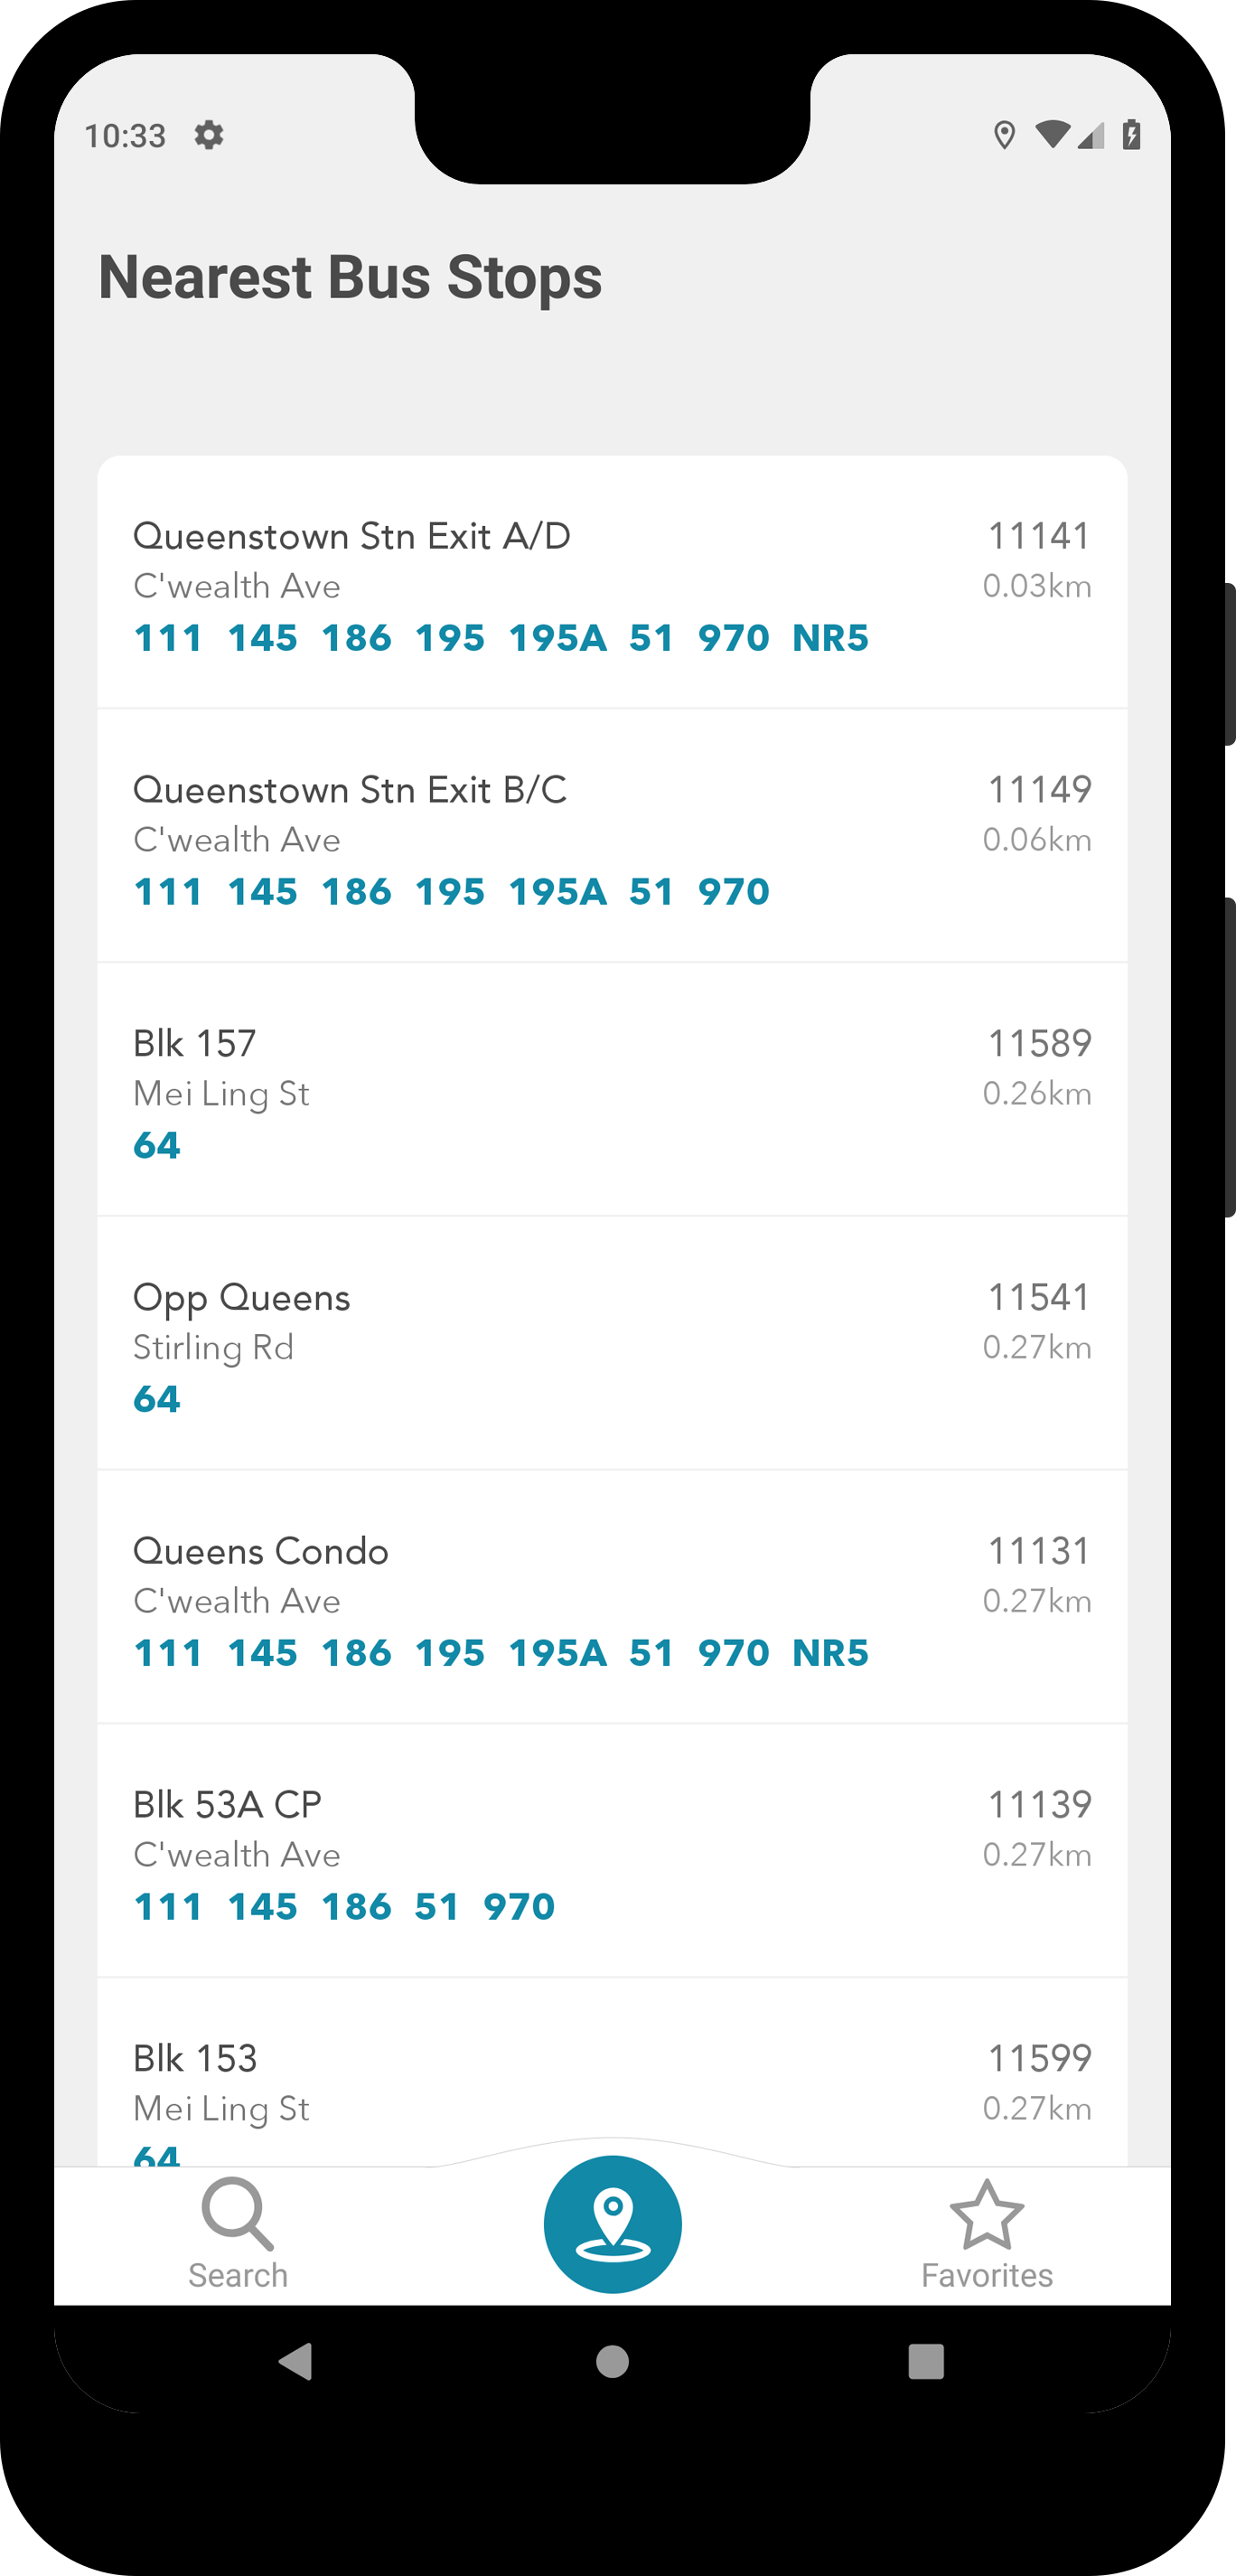 10:33
Nearest Bus Stops
Queenstown Stn Exit A/D 11141
C'wealth Ave 0.03km
111 145 186 195 195A 51 970 NR5
Queenstown Stn Exit B/C 11149
C'wealth Ave 0.06km
111 145 186 195 195A 51 970
Blk 157 11589
Mei Ling St 0.26km
64
Opp Queens 11541
Stirling Rd 0.27km
64
Queens Condo 11131
C'wealth Ave 0.27km
111 145 186 195 195A 51 970 NR5
Blk 53A CP 11139
C'wealth Ave 0.27km
111 145 186 51 970
Blk 153 11599
Mei Ling St 0.27km
64
Search Favorites